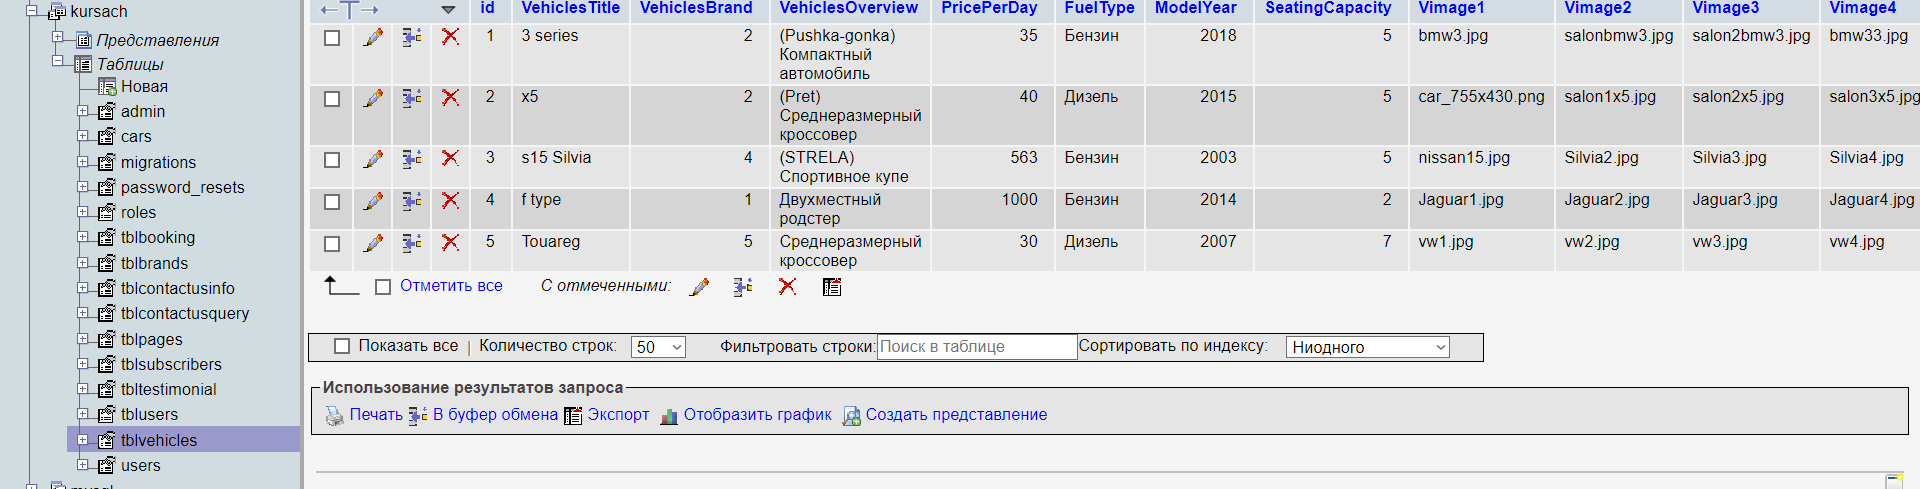 kursach
Представления
Таблицы
Новая
admin
cars
migrations
password_resets
roles
tblbooking
tblbrands
tblcontactusinfo
tblcontactusquery
tblpages
tblsubscribers
tbltestimonial
tblusers
tblvehicles
users
id VehiclesTitle VehiclesBrand VehiclesOverview PricePerDay FuelType ModelYear SeatingCapacity Vimage1 Vimage2 Vimage3 Vimage4
1 3 series 2 (Pushka-gonka) 35 Бензин 2018 5 bmw3.jpg salonbmw3.jpg salon2bmw3.jpg bmw33.jpg
Компактный
автомобиль
2 x5 2 (Pret) 40 Дизель 2015 5 car_755x430.png salon1x5.jpg salon2x5.jpg salon3x5.jpg
Среднеразмерный
кроссовер
3 s15 Silvia 4 (STRELA) 563 Бензин 2003 5 nissan15.jpg Silvia2.jpg Silvia3.jpg Silvia4.jpg
Спортивное купе
4 f type 1 Двухместный 1000 Бензин 2014 2 Jaguar1.jpg Jaguar2.jpg Jaguar3.jpg Jaguar4.jpg
родстер
5 Touareg 5 Среднеразмерный 30 Дизель 2007 7 vw1.jpg vw2.jpg vw3.jpg vw4.jpg
кроссовер
Отметить все С отмеченными:
Показать все | Количество строк: 50 Фильтровать строки: Поиск в таблице Сортировать по индексу: Ниодного
Использование результатов запроса
Печать В буфер обмена Экспорт Отобразить график Создать представление